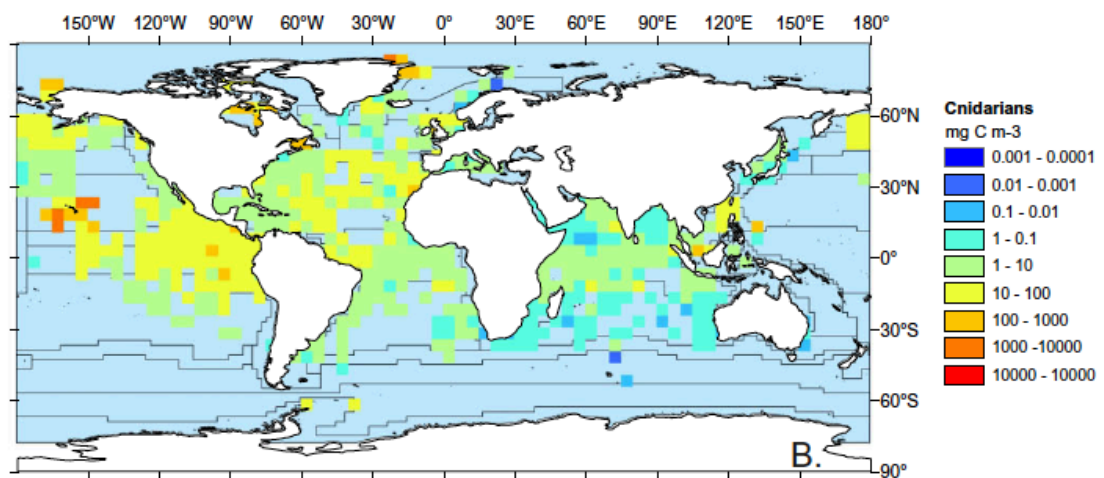 150°W 120°W 90°W 60°W 30°W 0° 30°E 60°E 90°E 120°E 150°E 180°
60°N
30°N
0°
30°S
60°S
90°
B.
Cnidarians
mg C m-3
0.001 - 0.0001
0.01 - 0.001
0.1 - 0.01
1 - 0.1
1 - 10
10 - 100
100 - 1000
1000 -10000
10000 - 10000